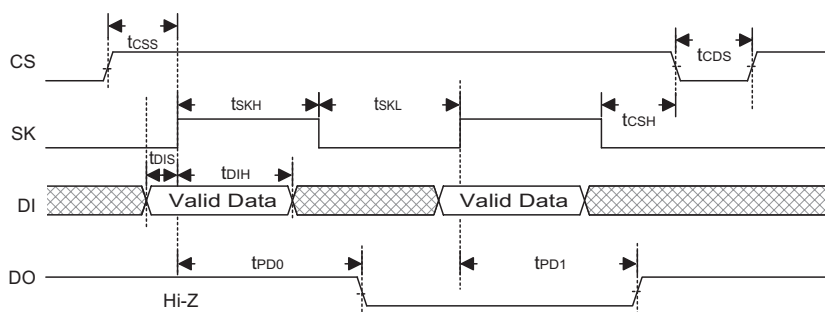 tCSS
tCDS
CS
tSKH
tSKL
tCSH
SK
tDIS
tDIH
DI
Valid Data
Valid Data
tPD0
tPD1
DO
Hi-Z